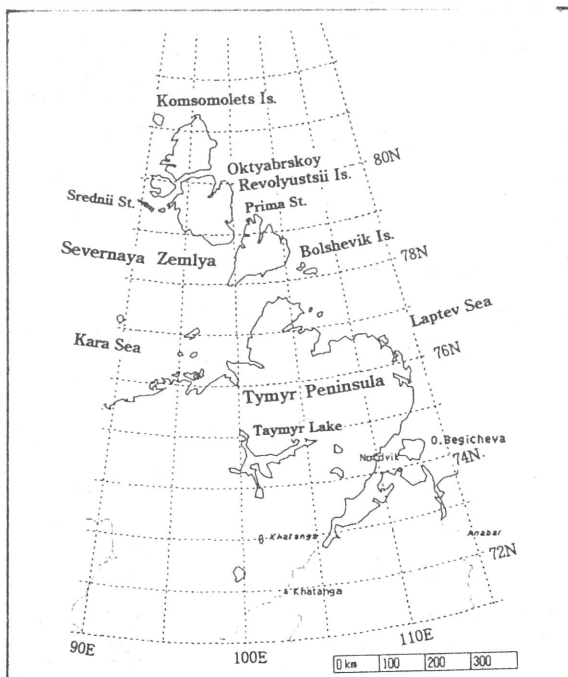 Komsomolets Is.
80N
Oktyabrskoy
Revolyustsii Is.
Srednii St.
Prima St.
Severnaya Zemlya
Bolshevik Is.
78N
Laptev Sea
Kara Sea
76N
Tymyr Peninsula
Taymyr Lake
O.Begicheva
Nordvik
74N
Khatanga
Anabar
72N
Khatanga
110E
90E
100E
0 km 100 200 300